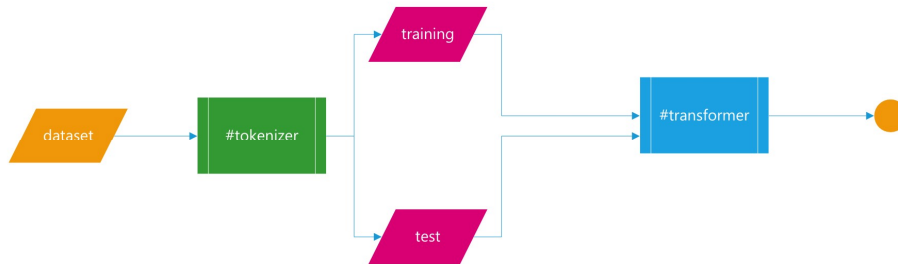 training
dataset
#tokenizer
#transformer
test